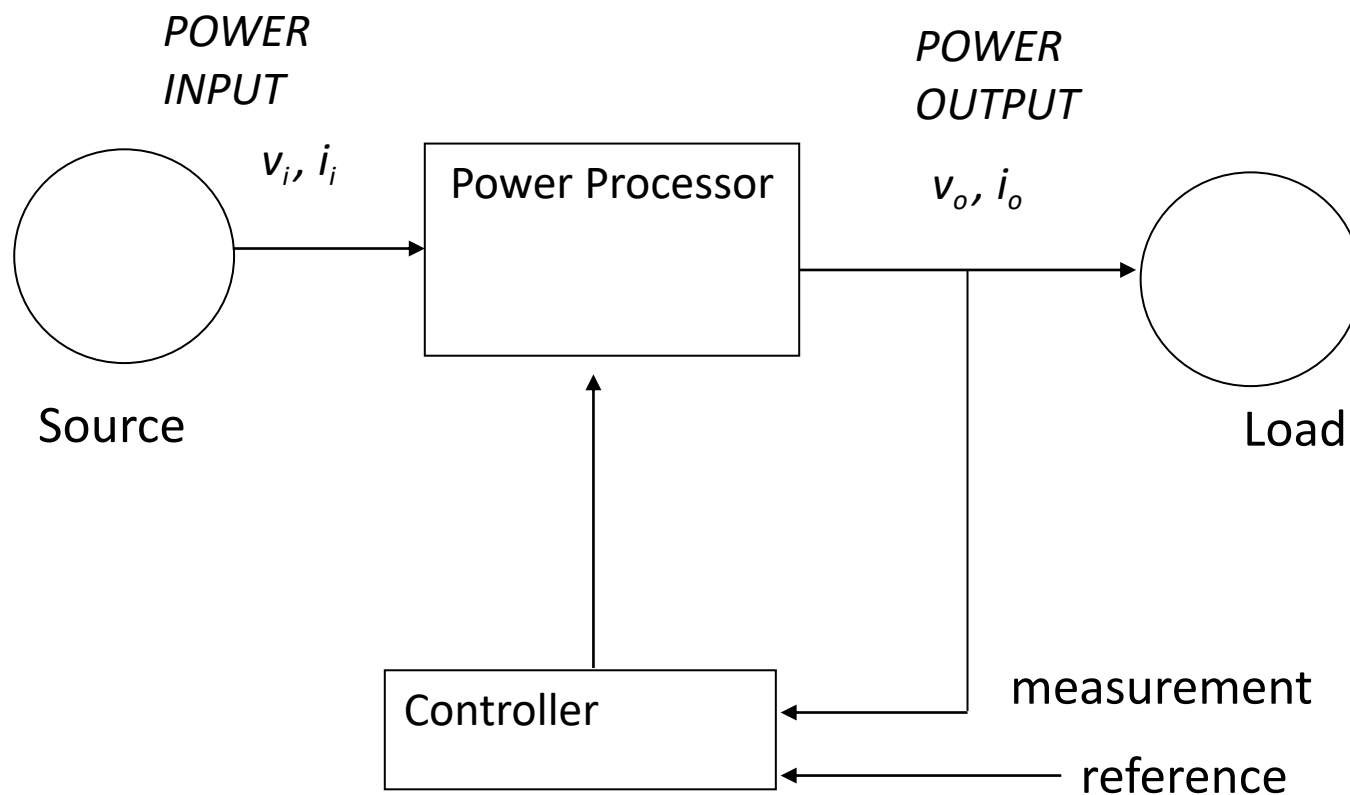 POWER
INPUT
POWER
OUTPUT
vᵢ, iᵢ
Power Processor
vₒ, iₒ
Source
Load
Controller
measurement
reference